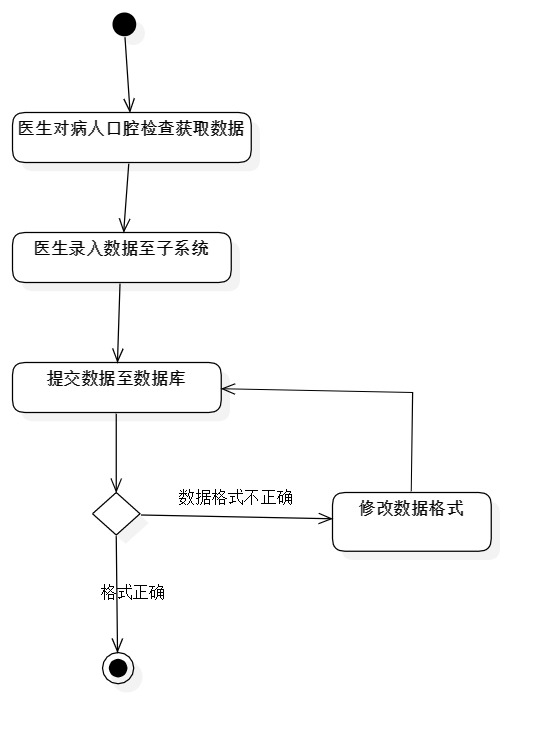 医生对病人口腔检查获取数据
医生录入数据至子系统
提交数据至数据库
数据格式不正确
修改数据格式
格式正确